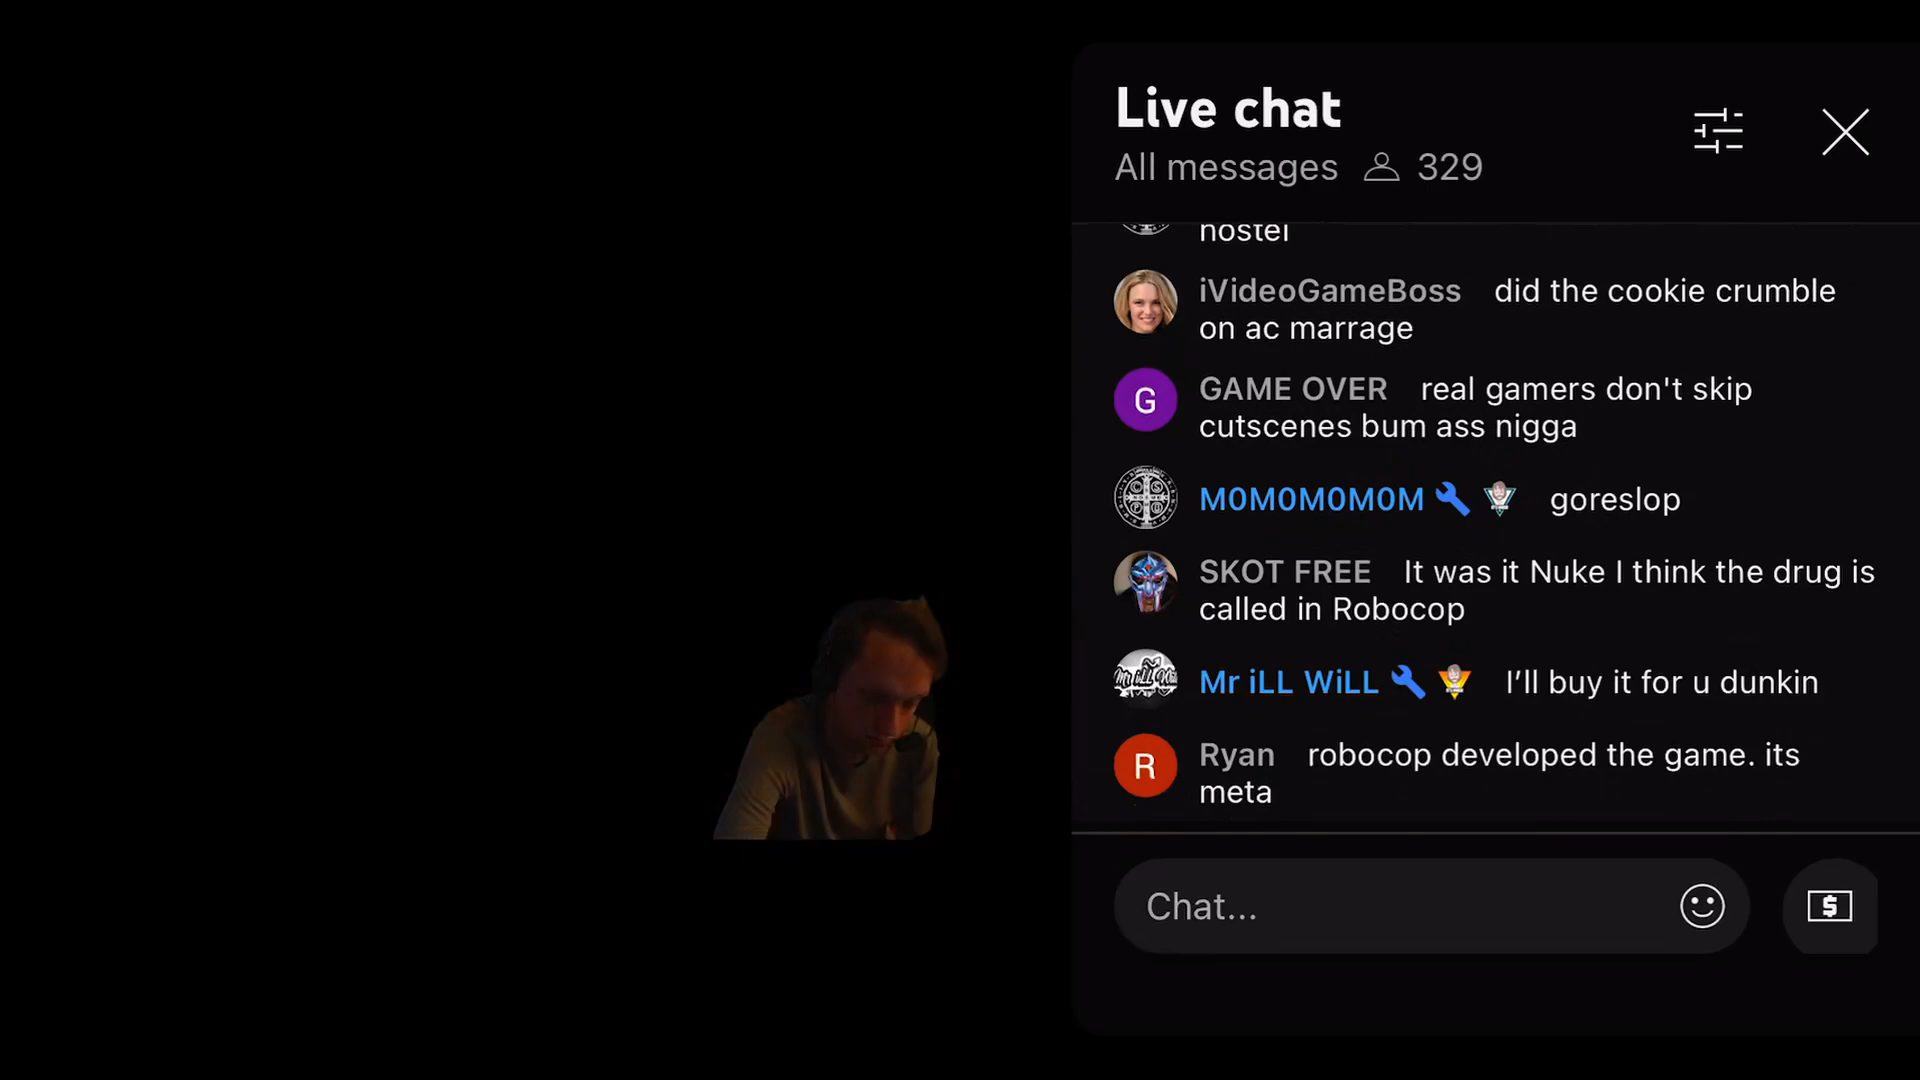 Live chat
All messages 329
hostel
iVideoGameBoss did the cookie crumble
on ac marrage
G GAME OVER real gamers don't skip
cutscenes bum ass nigga
M0M0M0M0M goreslop
SKOT FREE It was it Nuke I think the drug is
called in Robocop
Mr iLL WiLL I’ll buy it for u dunkin
R Ryan robocop developed the game. its
meta
Chat...